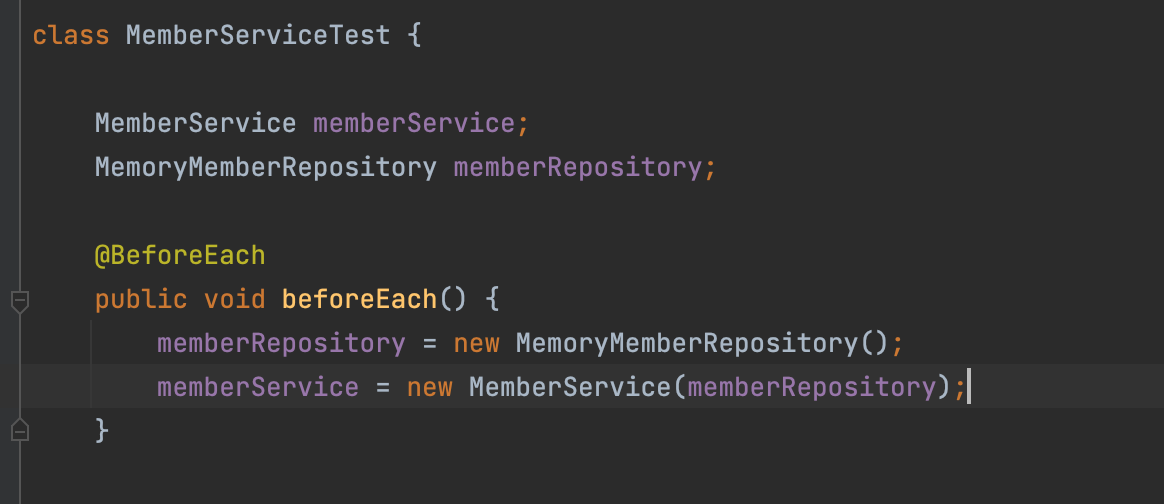 class MemberServiceTest {
MemberService memberService;
MemoryMemberRepository memberRepository;
@BeforeEach
public void beforeEach() {
memberRepository = new MemoryMemberRepository();
memberService = new MemberService(memberRepository);
}